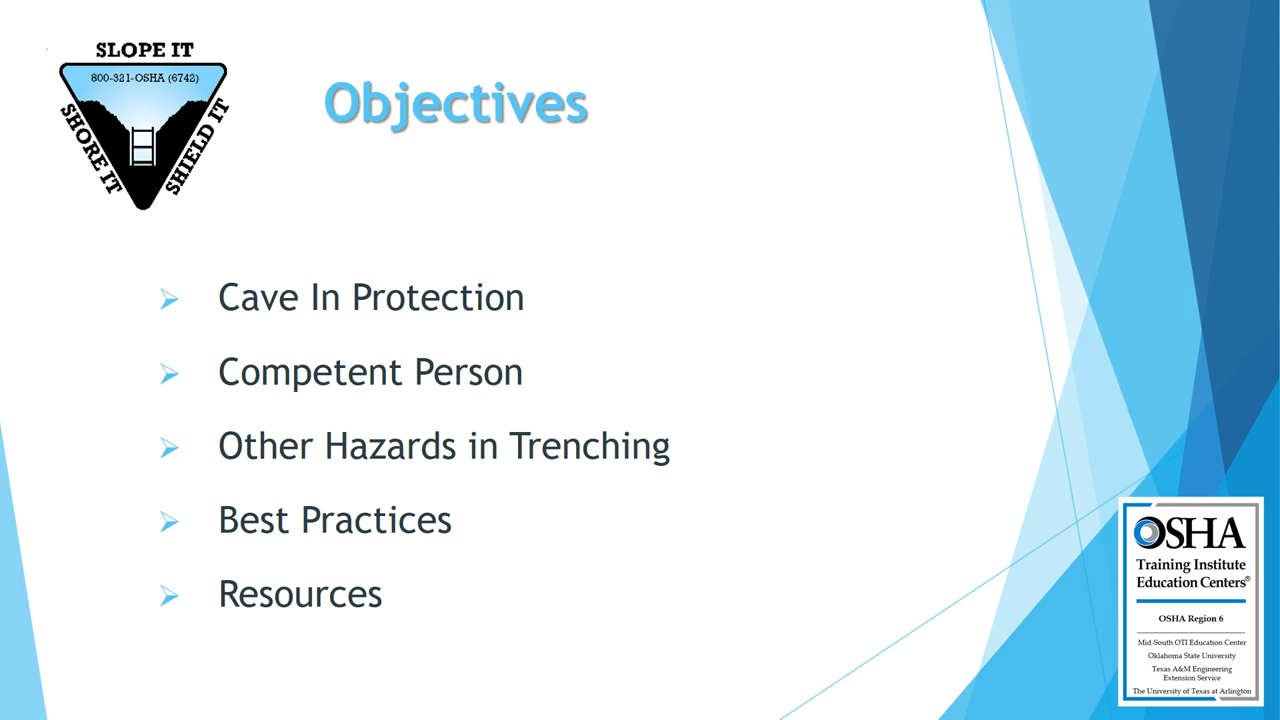 SLOPE IT
800-321-OSHA (6742)
SHORE IT
SHIELD IT
Objectives
Cave In Protection
Competent Person
Other Hazards in Trenching
Best Practices
Resources
OSHA
Training Institute
Education Centers®
OSHA Region 6
Mid-South OTI Education Center
Oklahoma State University
Texas A&M Engineering
Extension Service
The University of Texas at Arlington